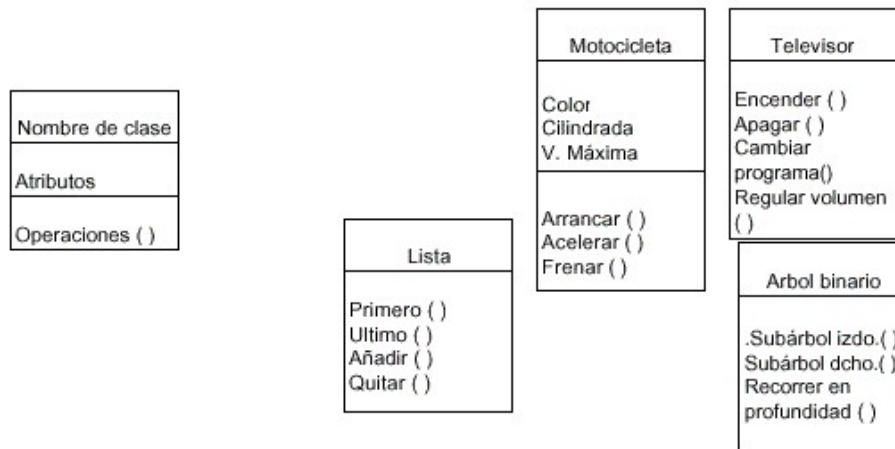 Nombre de clase
Atributos
Operaciones ( )
Lista
Primero ( )
Ultimo ( )
Añadir ( )
Quitar ( )
Motocicleta
Color
Cilindrada
V. Máxima
Arrancar ( )
Acelerar ( )
Frenar ( )
Televisor
Encender ( )
Apagar ( )
Cambiar
programa()
Regular volumen
( )
Arbol binario
.Subárbol izdo.( )
Subárbol dcho.( )
Recorrer en
profundidad ( )